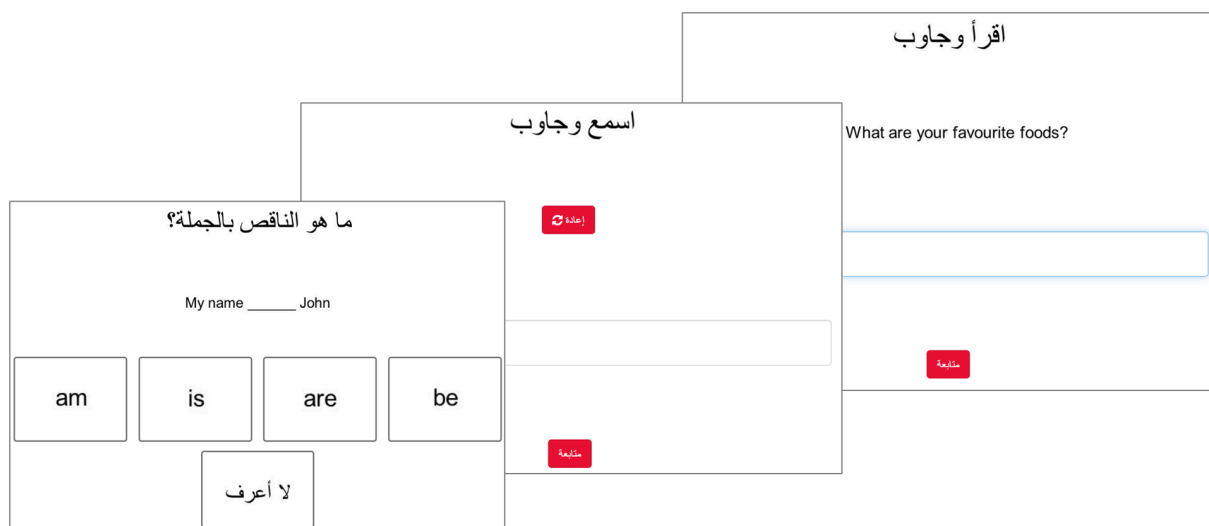 اقرأ وجاوب
What are your favourite foods?
متابعة
اسمع وجاوب
إعادة
متابعة
ما هو الناقص بالجملة؟
My name ______ John
am
is
are
be
لا أعرف